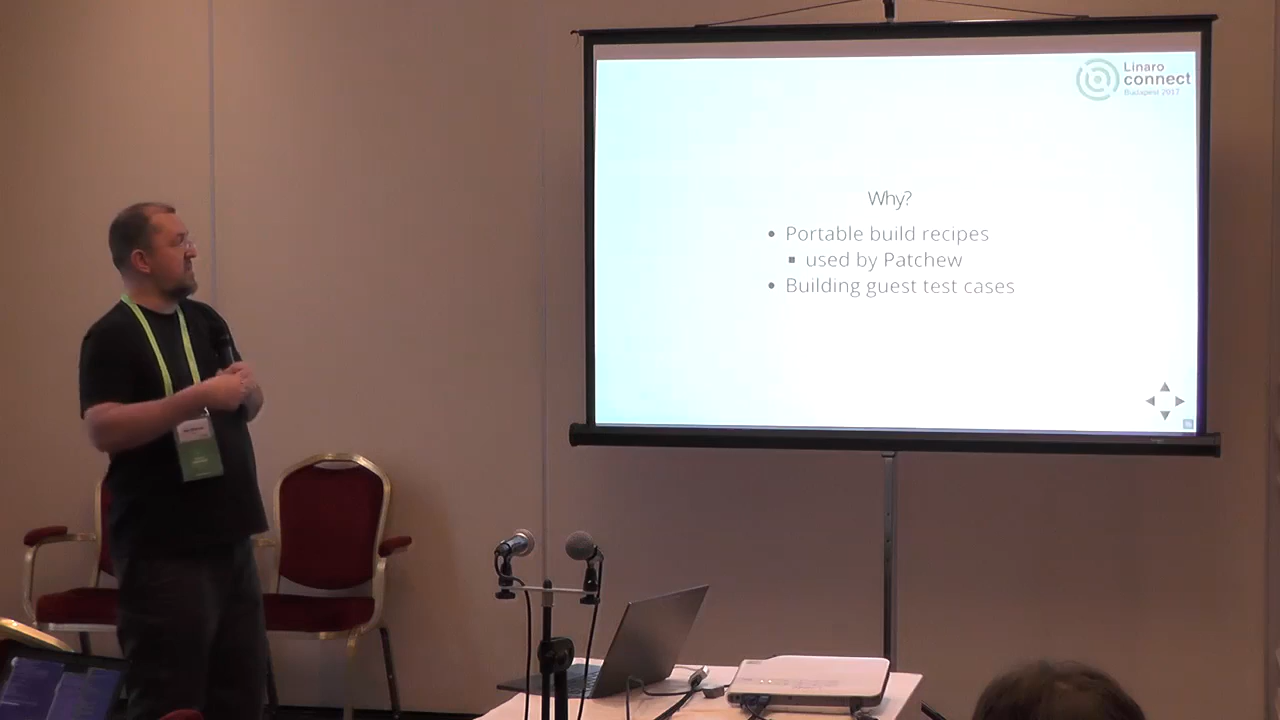 Linaro
connect
Budapest 2017
Why?
Portable build recipes
used by Patchew
Building guest test cases